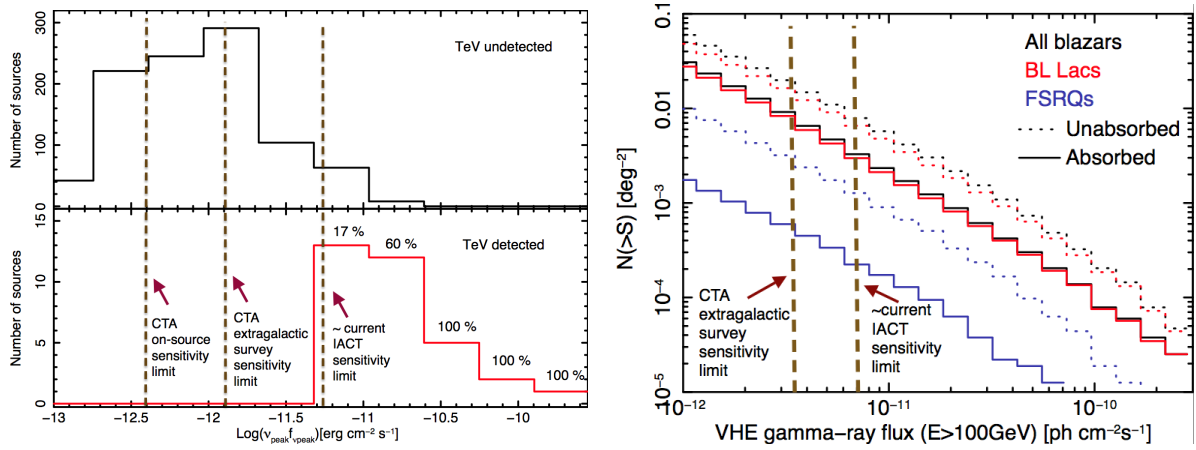 Number of sources
300
200
100
0
TeV undetected
Number of sources
15
10
5
0
17 %
60 %
100 %
100 %
100 %
TeV detected
CTA
on-source
sensitivity
limit
CTA
extragalactic
survey
sensitivity
limit
~ current
IACT
sensitivity
limit
−13
−12.5
−12
−11.5
−11
−10.5
−10
Log(νpeakfνpeak)[erg cm−2 s−1]
N(>S) [deg−2]
0.1
0.01
10−3
10−4
10−5
All blazars
BL Lacs
FSRQs
Unabsorbed
Absorbed
CTA
extragalactic
survey
sensitivity
limit
~current
IACT
sensitivity
limit
10−12
10−11
10−10
VHE gamma−ray flux (E>100GeV) [ph cm−2s−1]